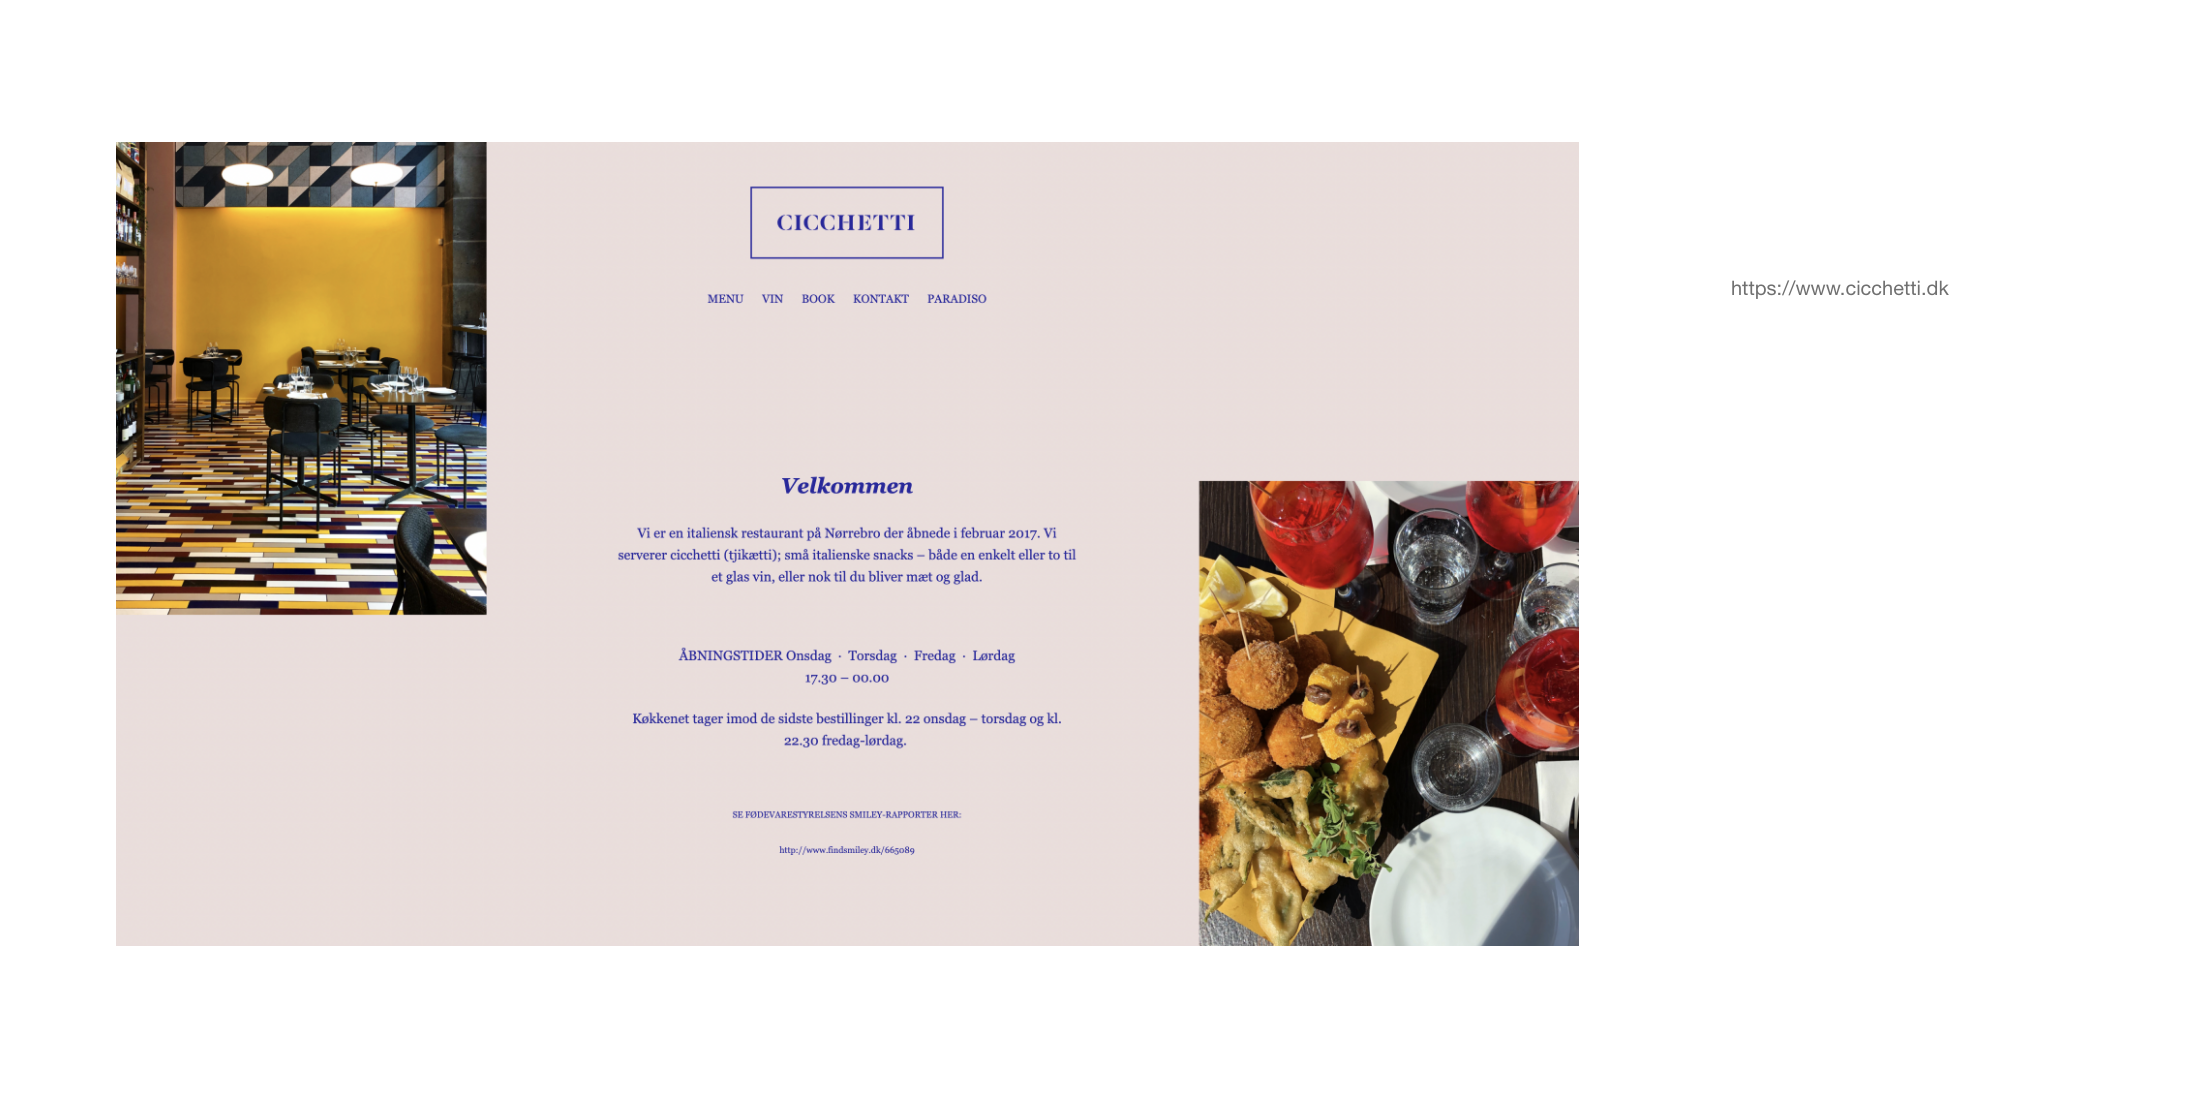 CICCHETTI
MENU VIN BOOK KONTAKT PARADISO
https://www.cicchetti.dk
Velkommen
Vi er en italiensk restaurant på Nørrebro der åbnede i februar 2017. Vi
serverer cicchetti (tjikætti); små italienske snacks – både en enkelt eller to til
et glas vin, eller nok til du bliver mæt og glad.
ÅBNINGSTIDER Onsdag · Torsdag · Fredag · Lørdag
17.30 – 00.00
Køkkenet tager imod de sidste bestillinger kl. 22 onsdag – torsdag og kl.
22.30 fredag-lørdag.
SE FØDEVARESTYRELSENS SMILEY-RAPPORTER HER:
http://www.findsmiley.dk/665089